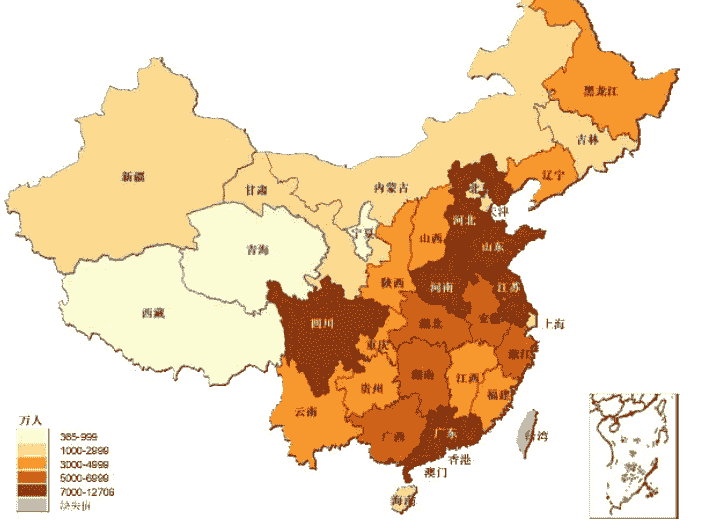 黑龙江
吉林
新疆
甘肃
内蒙古
辽宁
北京
天津
宁夏
河北
青海
山西
山东
陕西
河南
江苏
西藏
四川
湖北
安徽
上海
重庆
浙江
湖南
贵州
江西
福建
云南
广西
广东
台湾
香港
澳门
海南
万人
365-999
1000-2999
3000-4999
5000-6999
7000-12706
缺失值